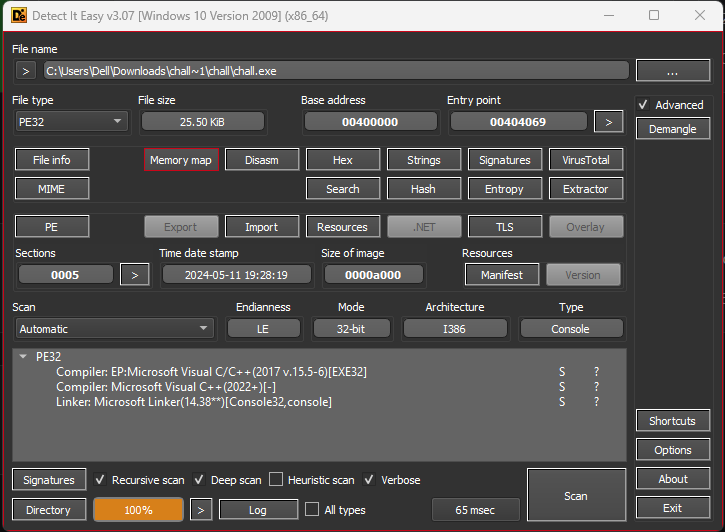 Detect It Easy v3.07 [Windows 10 Version 2009] (x86_64)
File name
> C:\Users\Dell\Downloads\chall~1\chall\chall.exe ...
File type File size Base address Entry point Advanced
PE32 25.50 KiB 00400000 00404069 > Demangle
File info Memory map Disasm Hex Strings Signatures VirusTotal
MIME Search Hash Entropy Extractor
PE Export Import Resources .NET TLS Overlay
Sections Time date stamp Size of image Resources
0005 > 2024-05-11 19:28:19 0000a000 Manifest Version
Scan Endianness Mode Architecture Type
Automatic LE 32-bit I386 Console
PE32
Compiler: EP:Microsoft Visual C/C++(2017 v.15.5-6)[EXE32] S ?
Compiler: Microsoft Visual C++(2022+)[-] S ?
Linker: Microsoft Linker(14.38**)[Console32,console] S ?
Shortcuts
Options
Signatures Recursive scan Deep scan Heuristic scan Verbose Scan About
Directory 100% > Log All types 65 msec Exit